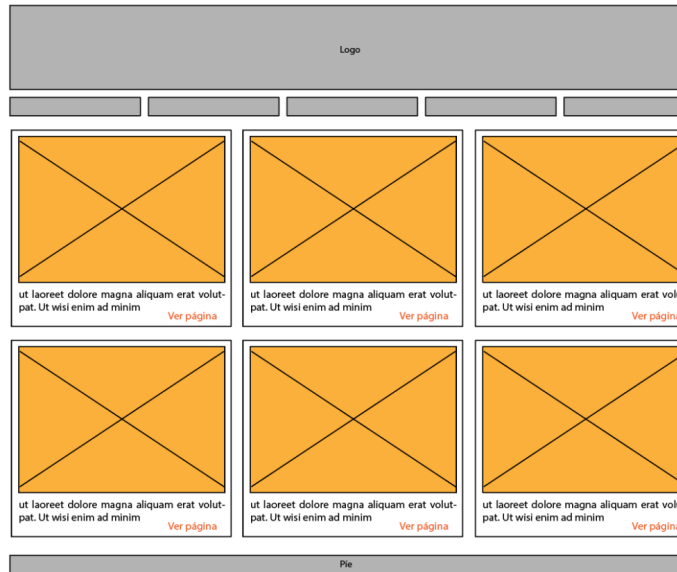 Logo
ut laoreet dolore magna aliquam erat volut-
pat. Ut wisi enim ad minim
Ver página
ut laoreet dolore magna aliquam erat volut-
pat. Ut wisi enim ad minim
Ver página
ut laoreet dolore magna aliquam erat
pat. Ut wisi enim ad minim
Ver página
ut laoreet dolore magna aliquam erat volut-
pat. Ut wisi enim ad minim
Ver página
ut laoreet dolore magna aliquam erat volut-
pat. Ut wisi enim ad minim
Ver página
ut laoreet dolore magna aliquam erat
pat. Ut wisi enim ad minim
Ver página
Pie